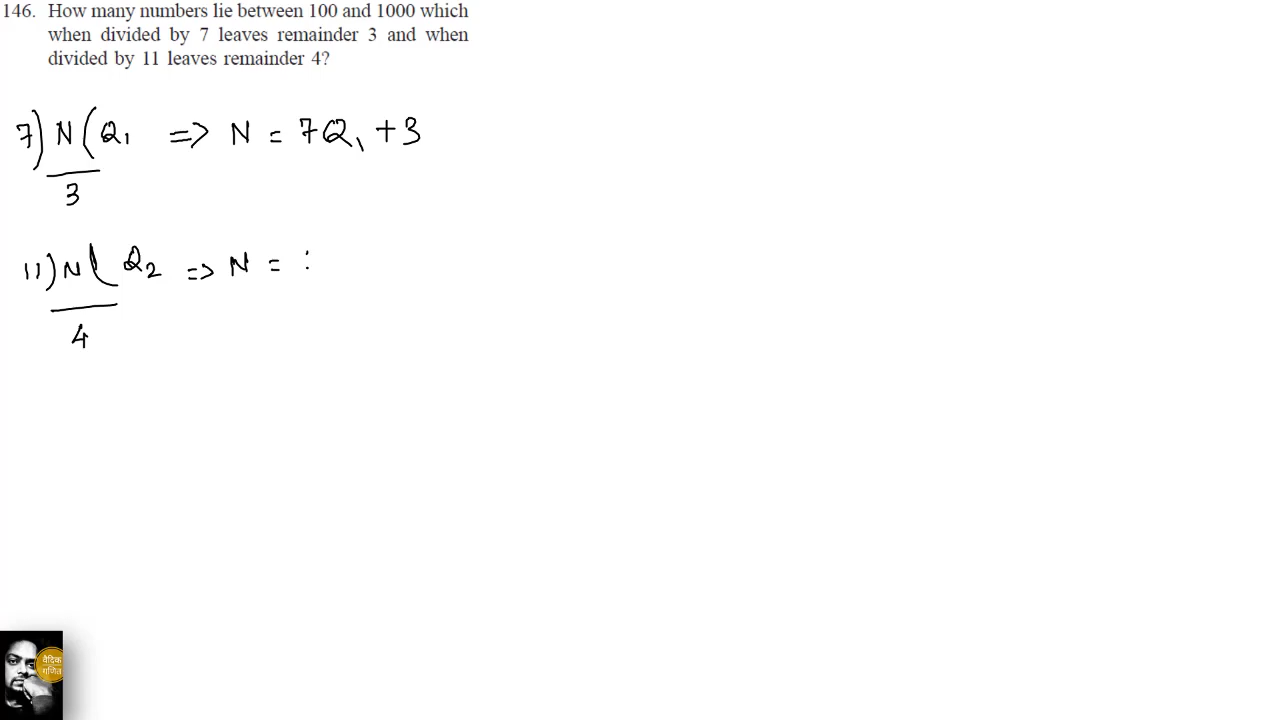 146. How many numbers lie between 100 and 1000 which
when divided by 7 leaves remainder 3 and when
divided by 11 leaves remainder 4?
7) N ( Q₁ => N = 7Q₁ + 3
3
11) N ( Q₂ => N =
4
वैदिक
गणित